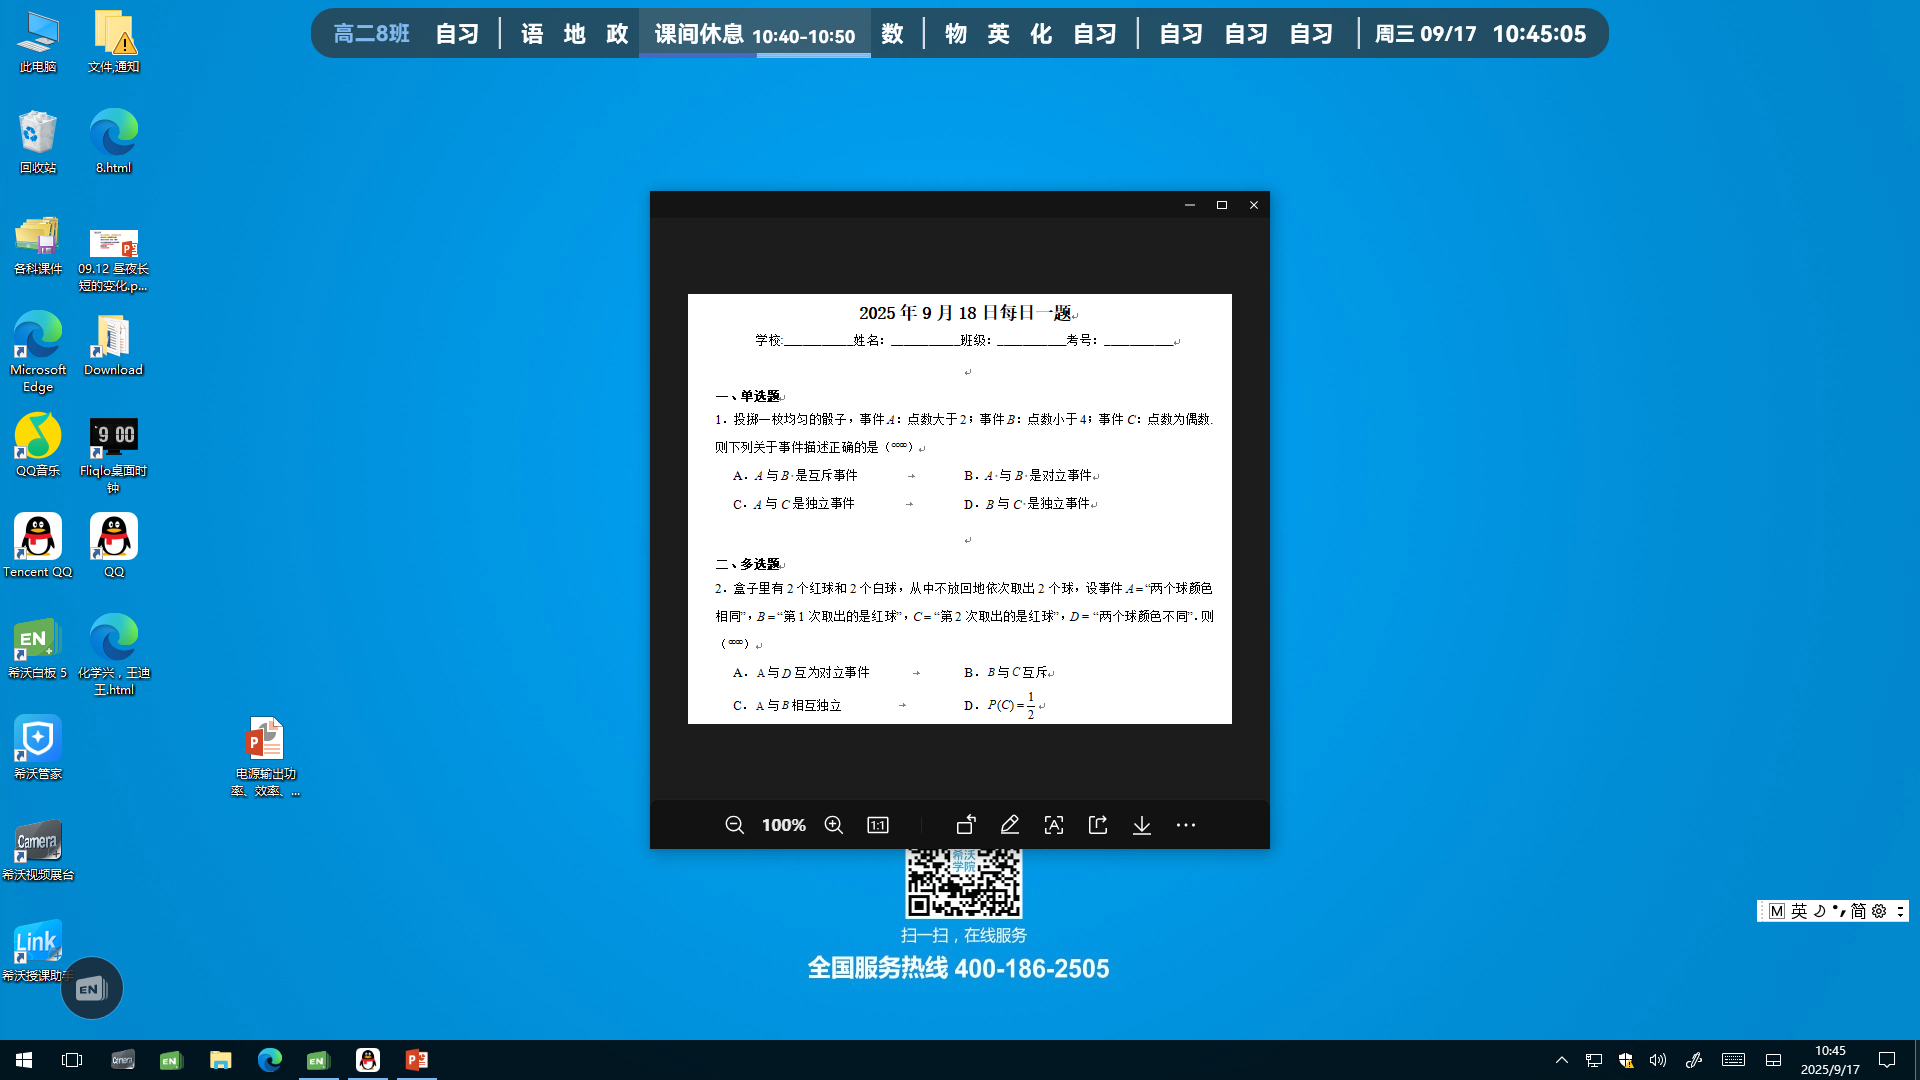 高二8班 自习 语 地 政 课间休息 10:40-10:50 数 物 英 化 自习 自习 自习 自习 周三 09/17 10:45:05
此电脑 文件,通知
回收站 8.html
各科课件 09.12 昼夜长短的变化.p...
Microsoft Edge Download
QQ音乐 Fliqlo桌面时钟
Tencent QQ QQ
希沃白板 5 化学兴，王迪王.html
希沃管家 电源输出功率、效率、...
Camera
希沃视频展台
Link
希沃授课助手
EN
2025 年 9 月 18 日每日一题
学校:___________姓名：___________班级：___________考号：___________
一、单选题
1．投掷一枚均匀的骰子，事件 A：点数大于 2；事件 B：点数小于 4；事件 C：点数为偶数.
则下列关于事件描述正确的是（ ）
A．A 与 B 是互斥事件 B．A 与 B 是对立事件
C．A 与 C 是独立事件 D．B 与 C 是独立事件
二、多选题
2．盒子里有 2 个红球和 2 个白球，从中不放回地依次取出 2 个球，设事件 A =“两个球颜色
相同”，B =“第 1 次取出的是红球”，C =“第 2 次取出的是红球”，D = “两个球颜色不同”. 则
（ ）
A．A 与 D 互为对立事件 B．B 与 C 互斥
C．A 与 B 相互独立 D．P(C) = 1/2
100% 1:1
希沃学院
扫一扫，在线服务
全国服务热线 400-186-2505
M 英 简
10:45
2025/9/17